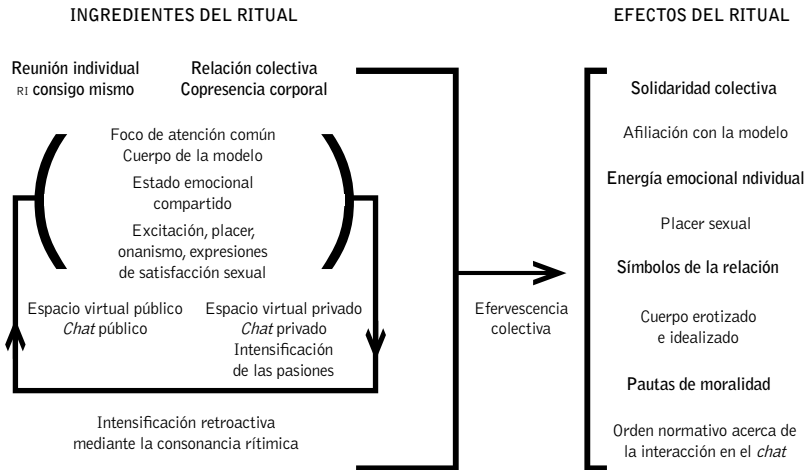 INGREDIENTES DEL RITUAL
Reunión individual
RI consigo mismo
Relación colectiva
Copresencia corporal
Foco de atención común
Cuerpo de la modelo
Estado emocional
compartido
Excitación, placer,
onanismo, expresiones
de satisfacción sexual
Espacio virtual público
Chat público
Espacio virtual privado
Chat privado
Intensificación
de las pasiones
Intensificación retroactiva
mediante la consonancia rítimica
Efervescencia
colectiva
EFECTOS DEL RITUAL
Solidaridad colectiva
Afiliación con la modelo
Energía emocional ndividual
Placer sexual
Símbolos de la relación
Cuerpo erotizado
e idealizado
Pautas de moralidad
Orden normativo acerca de
la interacción en el chat